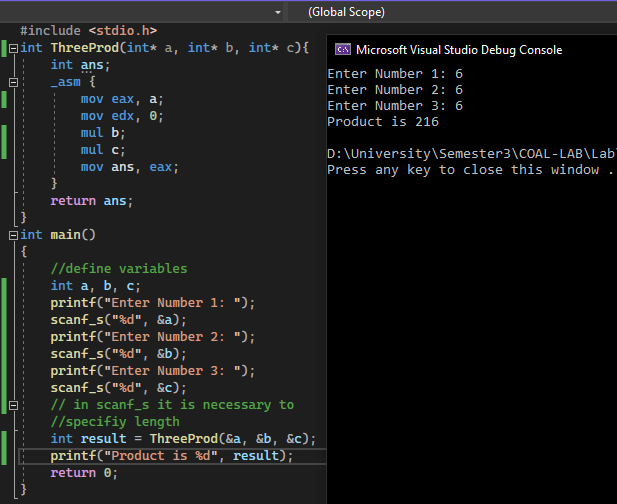 (Global Scope)
#include <stdio.h>
int ThreeProd(int* a, int* b, int* c){
int ans;
_asm {
mov eax, a;
mov edx, 0;
mul b;
mul c;
mov ans, eax;
}
return ans;
}
int main()
{
//define variables
int a, b, c;
printf("Enter Number 1: ");
scanf_s("%d", &a);
printf("Enter Number 2: ");
scanf_s("%d", &b);
printf("Enter Number 3: ");
scanf_s("%d", &c);
// in scanf_s it is necessary to
//specifiy length
int result = ThreeProd(&a, &b, &c);
printf("Product is %d", result);
return 0;
}
Microsoft Visual Studio Debug Console
Enter Number 1: 6
Enter Number 2: 6
Enter Number 3: 6
Product is 216
D:\University\Semester3\COAL-LAB\Lab\
Press any key to close this window .